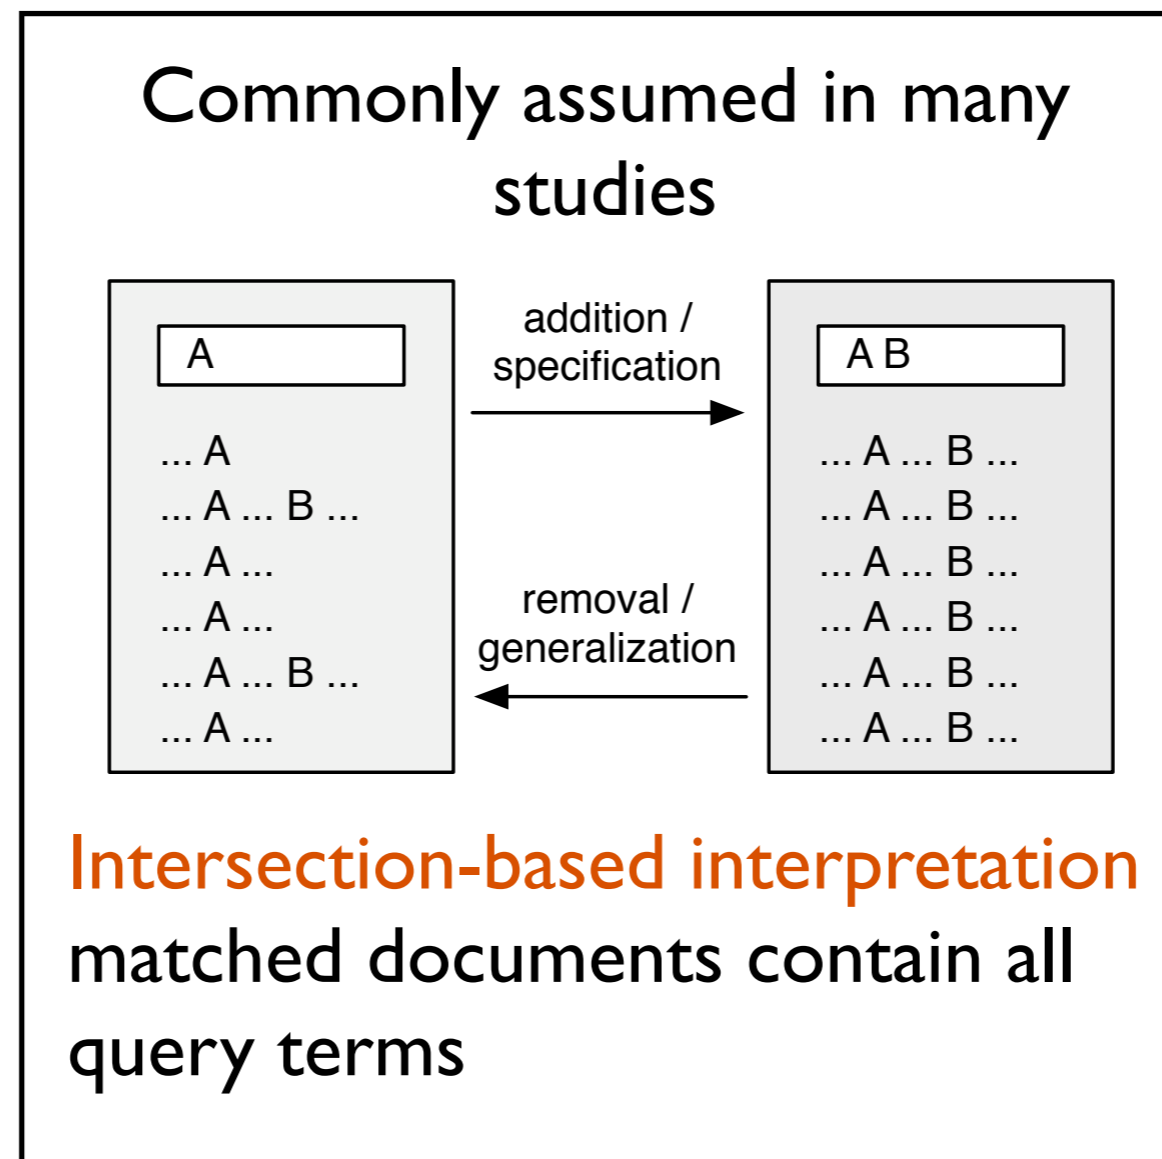 Commonly assumed in many
studies
A
... A
... A ... B ...
... A ...
... A ...
... A ... B ...
... A ...
addition /
specification
removal /
generalization
A B
... A ... B ...
... A ... B ...
... A ... B ...
... A ... B ...
... A ... B ...
... A ... B ...
Intersection-based interpretation
matched documents contain all
query terms